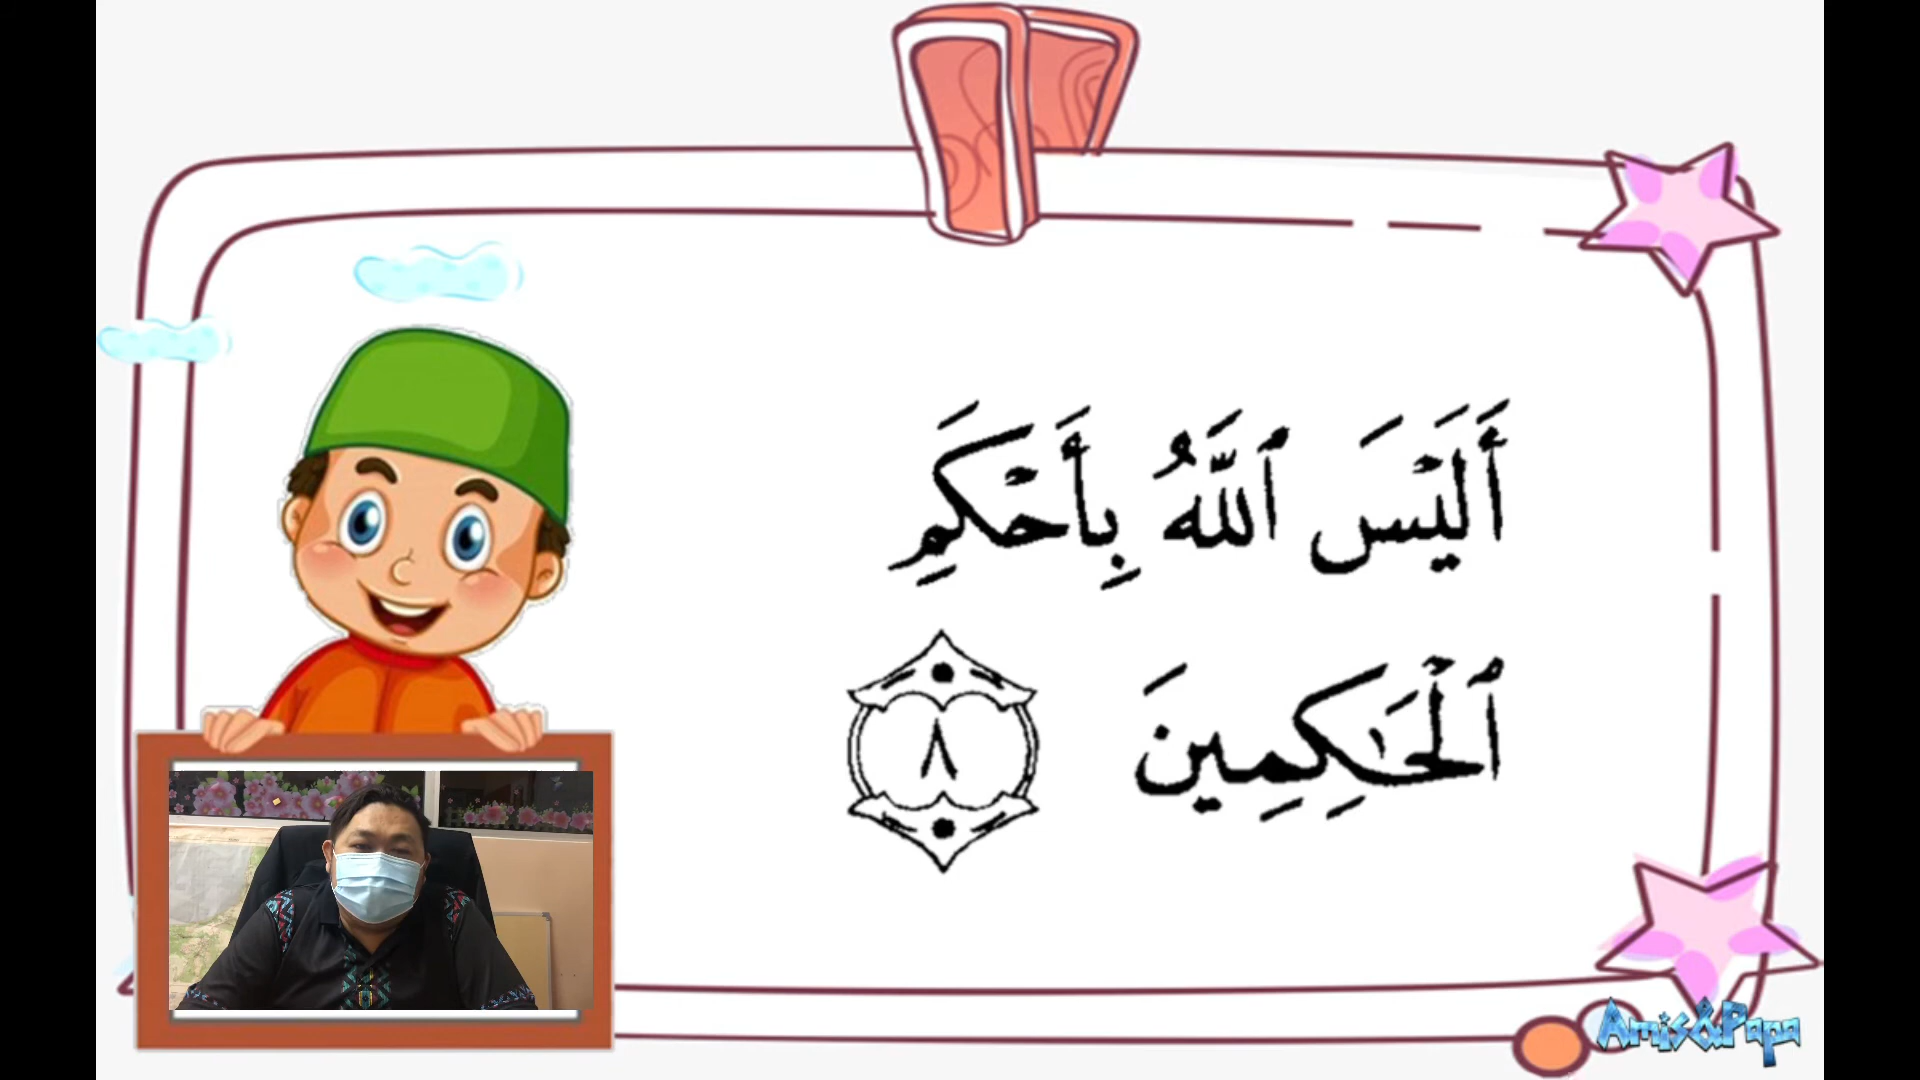 أَلَيْسَ ٱللَّهُ بِأَحْكَمِ
ٱلْحَـٰكِمِينَ ٨
Amis&Papa